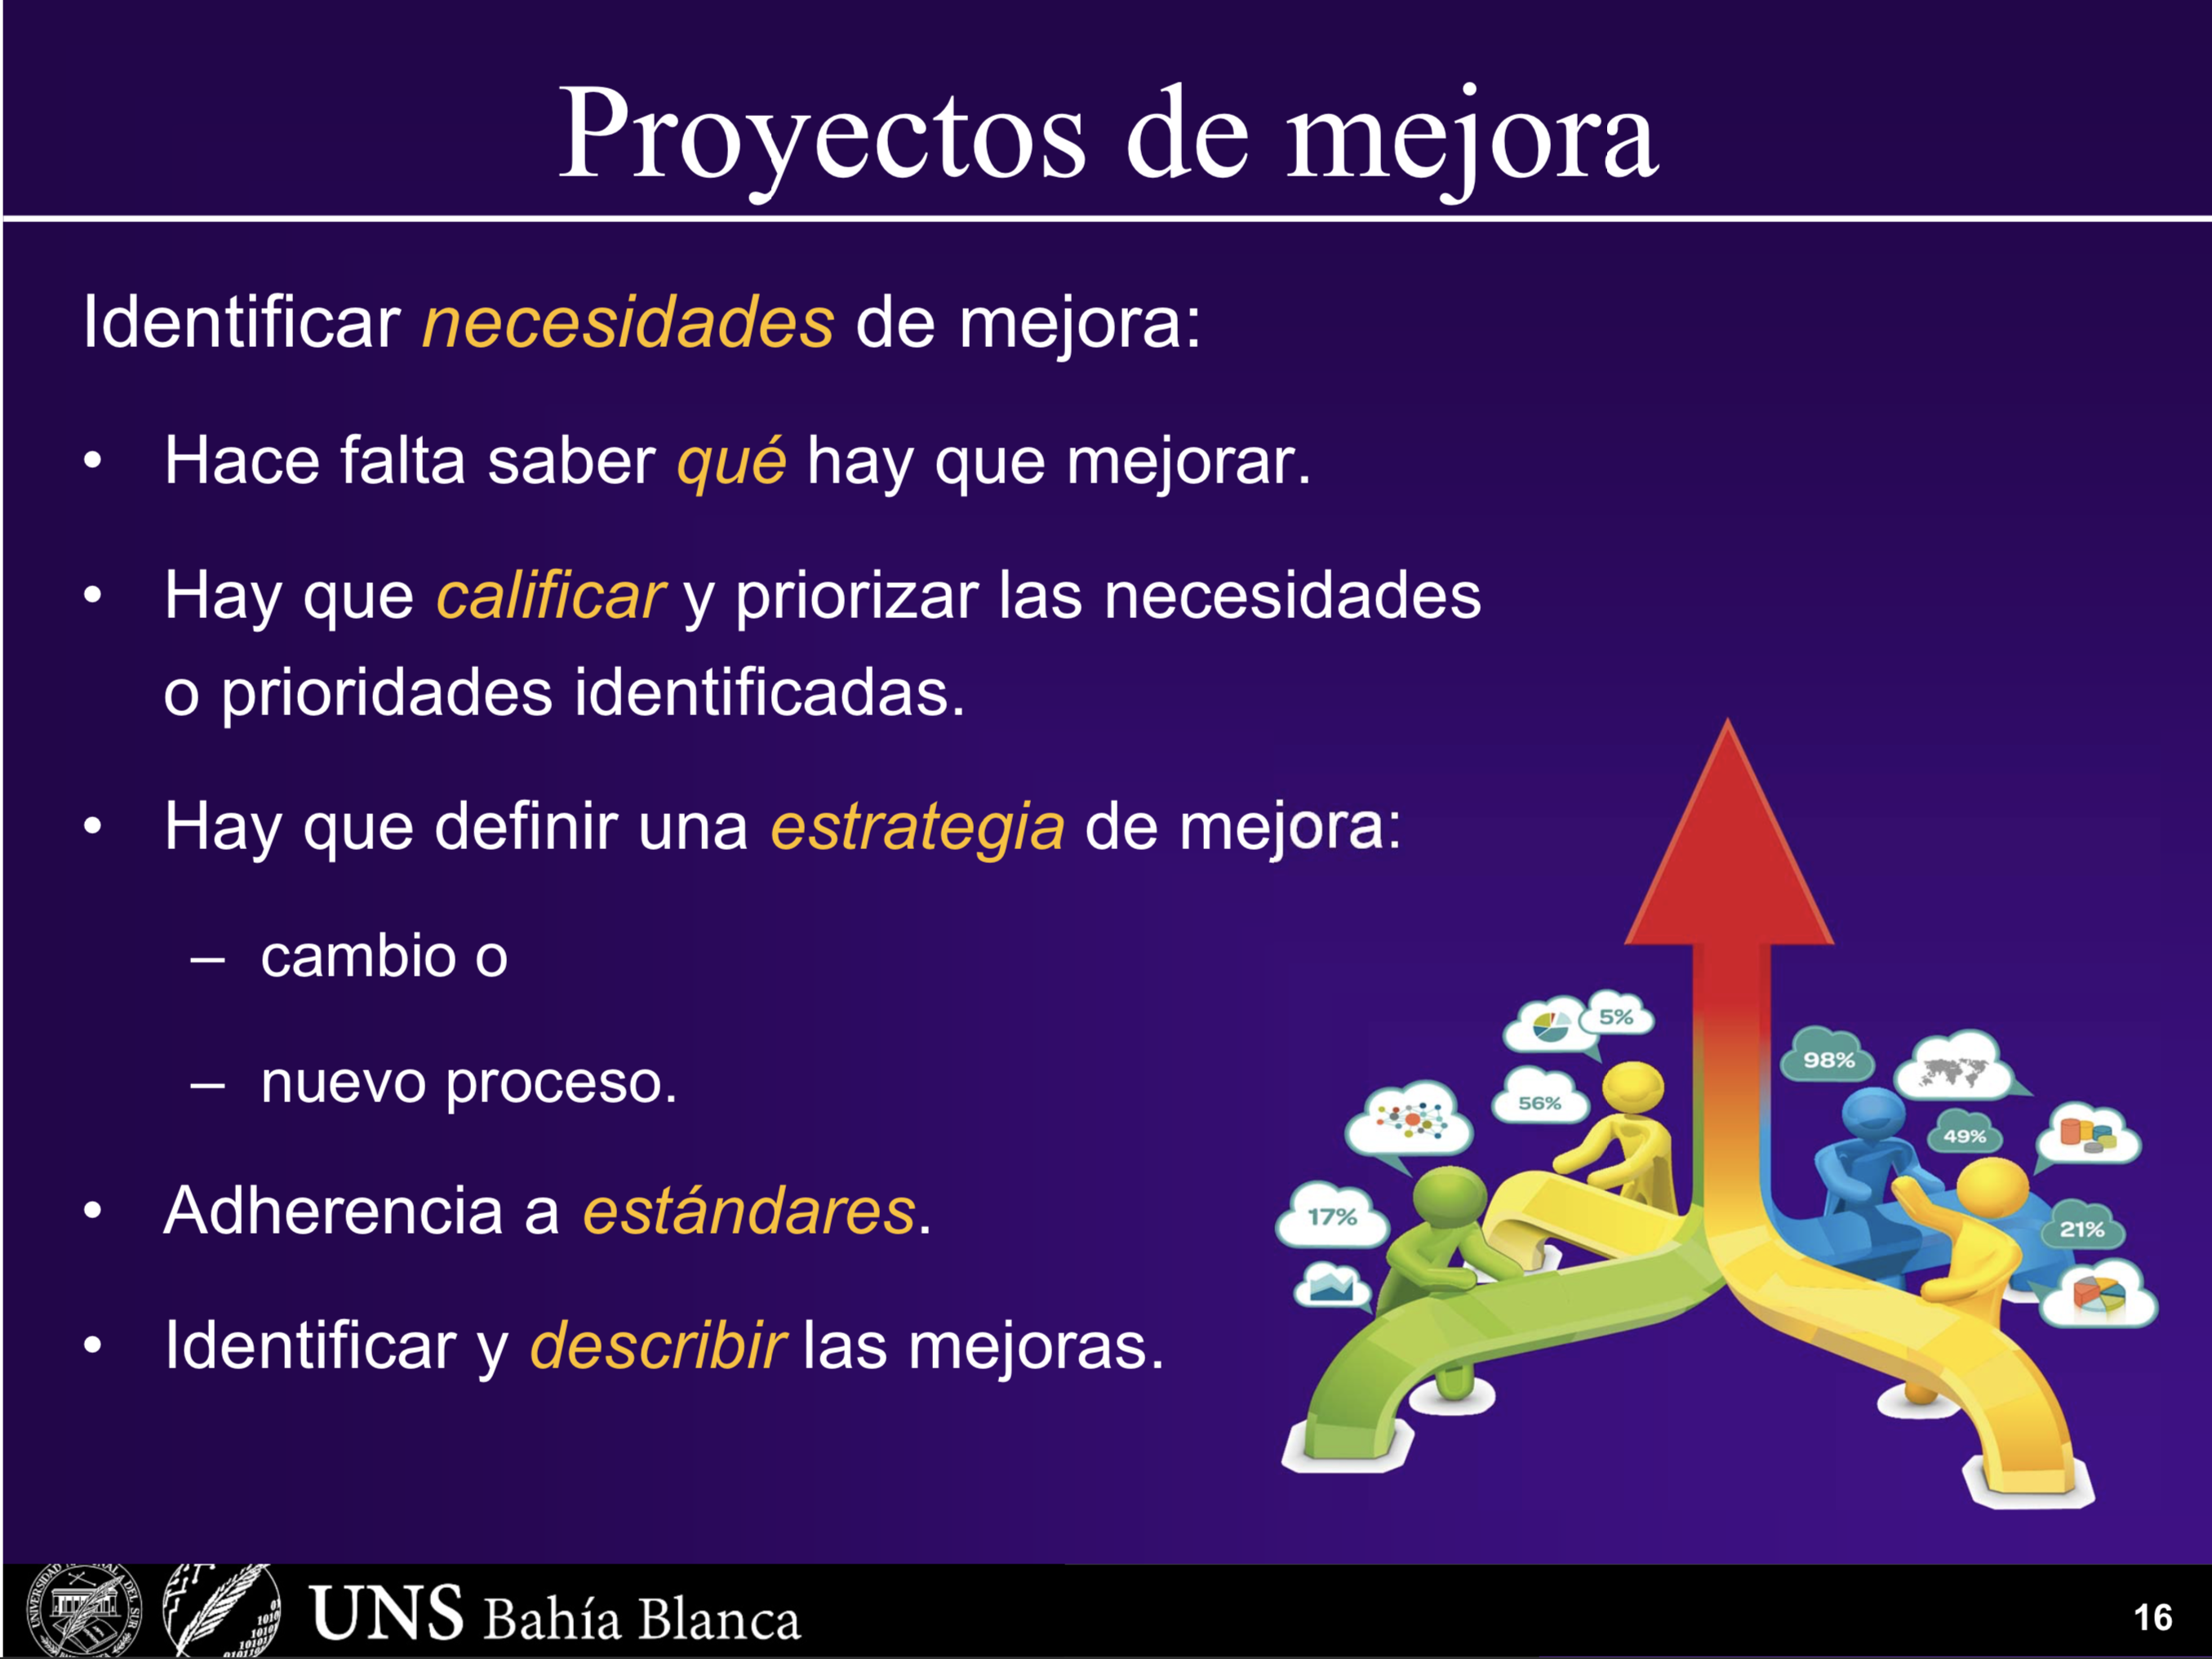 Proyectos de mejora
Identificar necesidades de mejora:
• Hace falta saber qué hay que mejorar.
• Hay que calificar y priorizar las necesidades
o prioridades identificadas.
• Hay que definir una estrategia de mejora:
– cambio o
– nuevo proceso.
• Adherencia a estándares.
• Identificar y describir las mejoras.
5%
56%
17%
98%
49%
21%
UNS Bahía Blanca
16